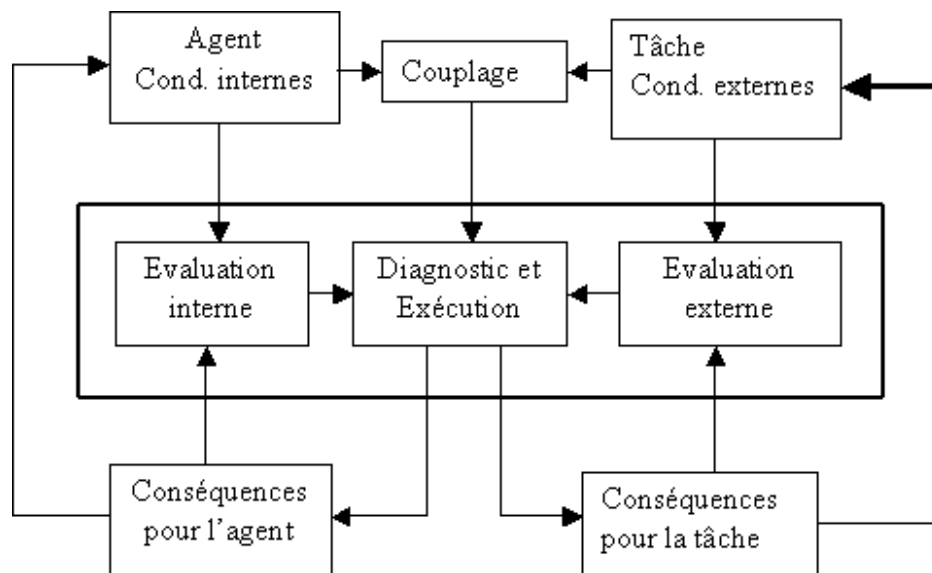 Agent
Cond. internes
Couplage
Tâche
Cond. externes
Evaluation
interne
Diagnostic et
Exécution
Evaluation
externe
Conséquences
pour l'agent
Conséquences
pour la tâche